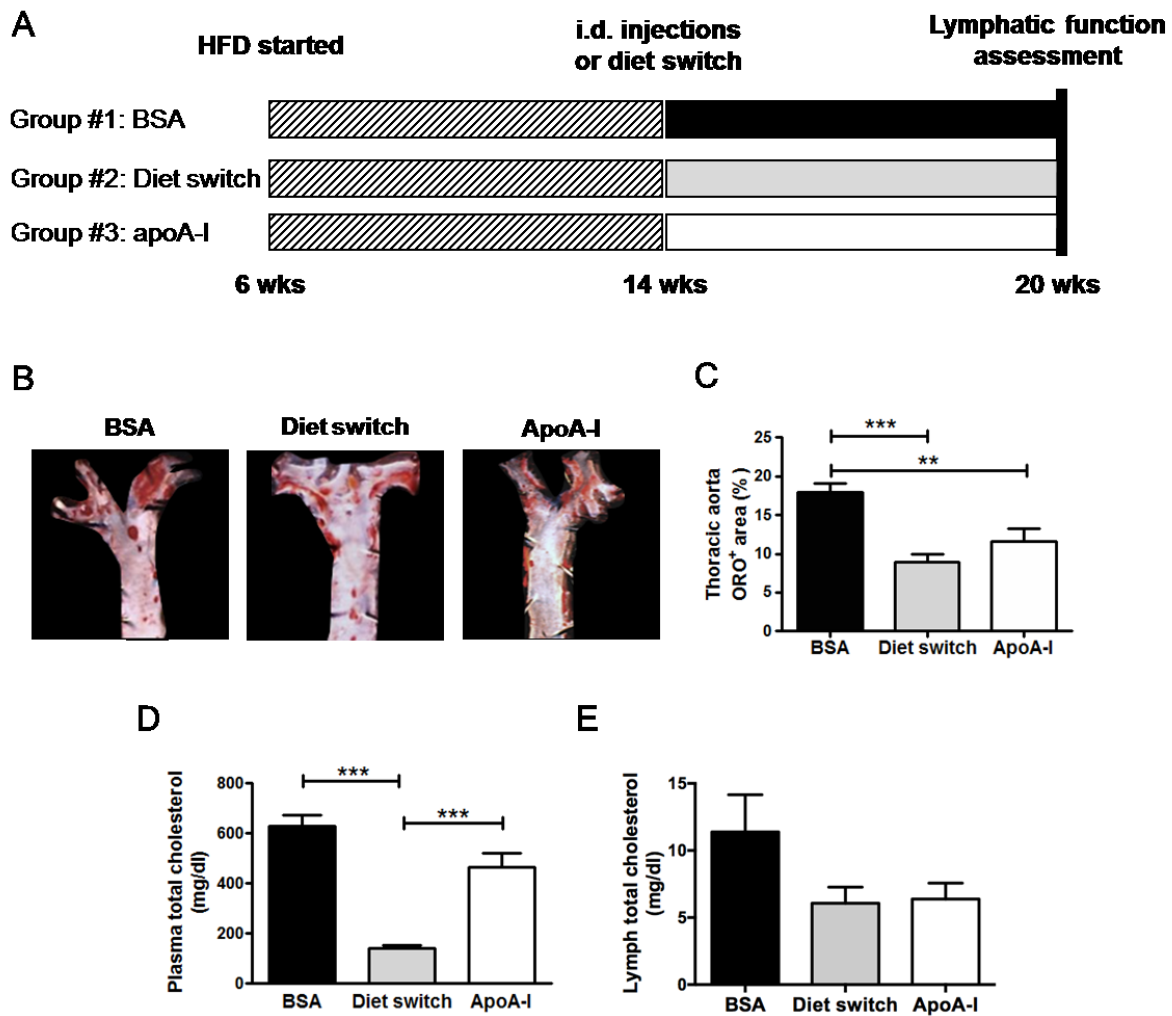 A
HFD started
i.d. injections
or diet switch
Lymphatic function
assessment
Group #1: BSA
Group #2: Diet switch
Group #3: apoA-I
6 wks
14 wks
20 wks
B
BSA
Diet switch
ApoA-I
C
Thoracic aorta
ORO+ area (%)
25
20
15
10
5
0
***
**
BSA
Diet switch
ApoA-I
D
Plasma total cholesterol
(mg/dl)
800
600
400
200
0
***
***
BSA
Diet switch
ApoA-I
E
Lymph total cholesterol
(mg/dl)
15
10
5
0
BSA
Diet switch
ApoA-I